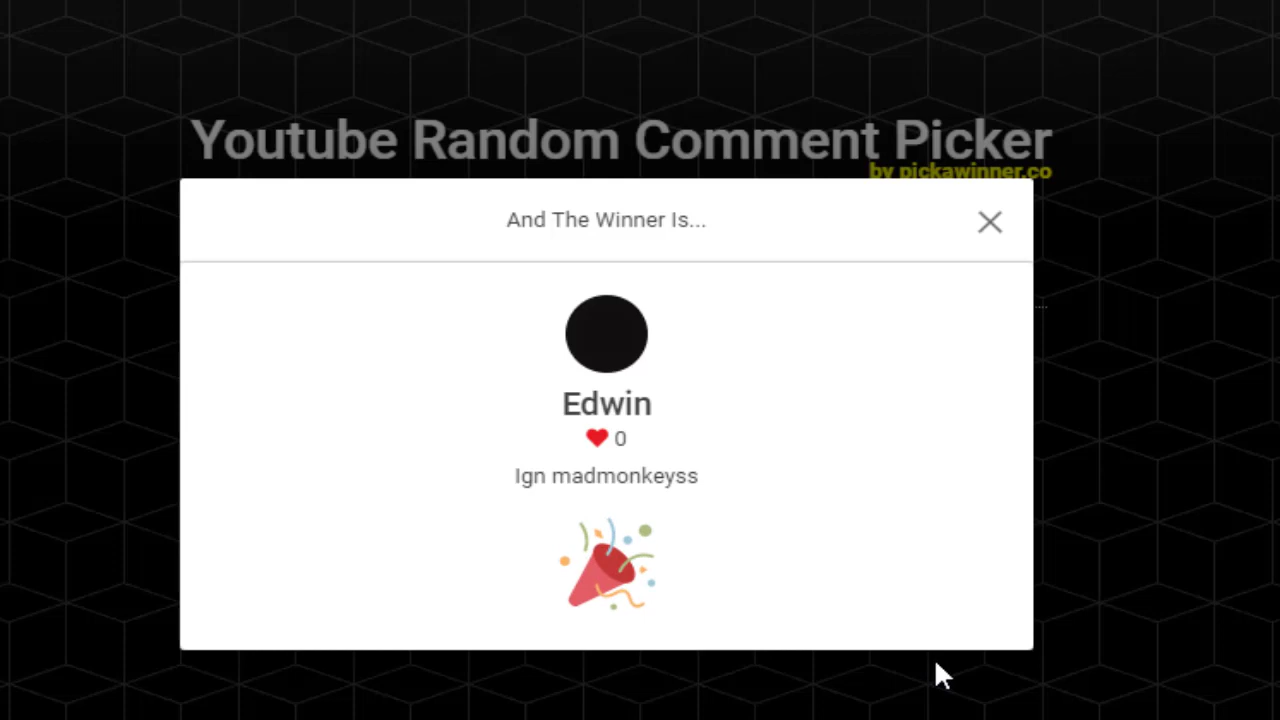 Youtube Random Comment Picker
by pickawinner.co
And The Winner Is...
Edwin
0
Ign madmonkeyss